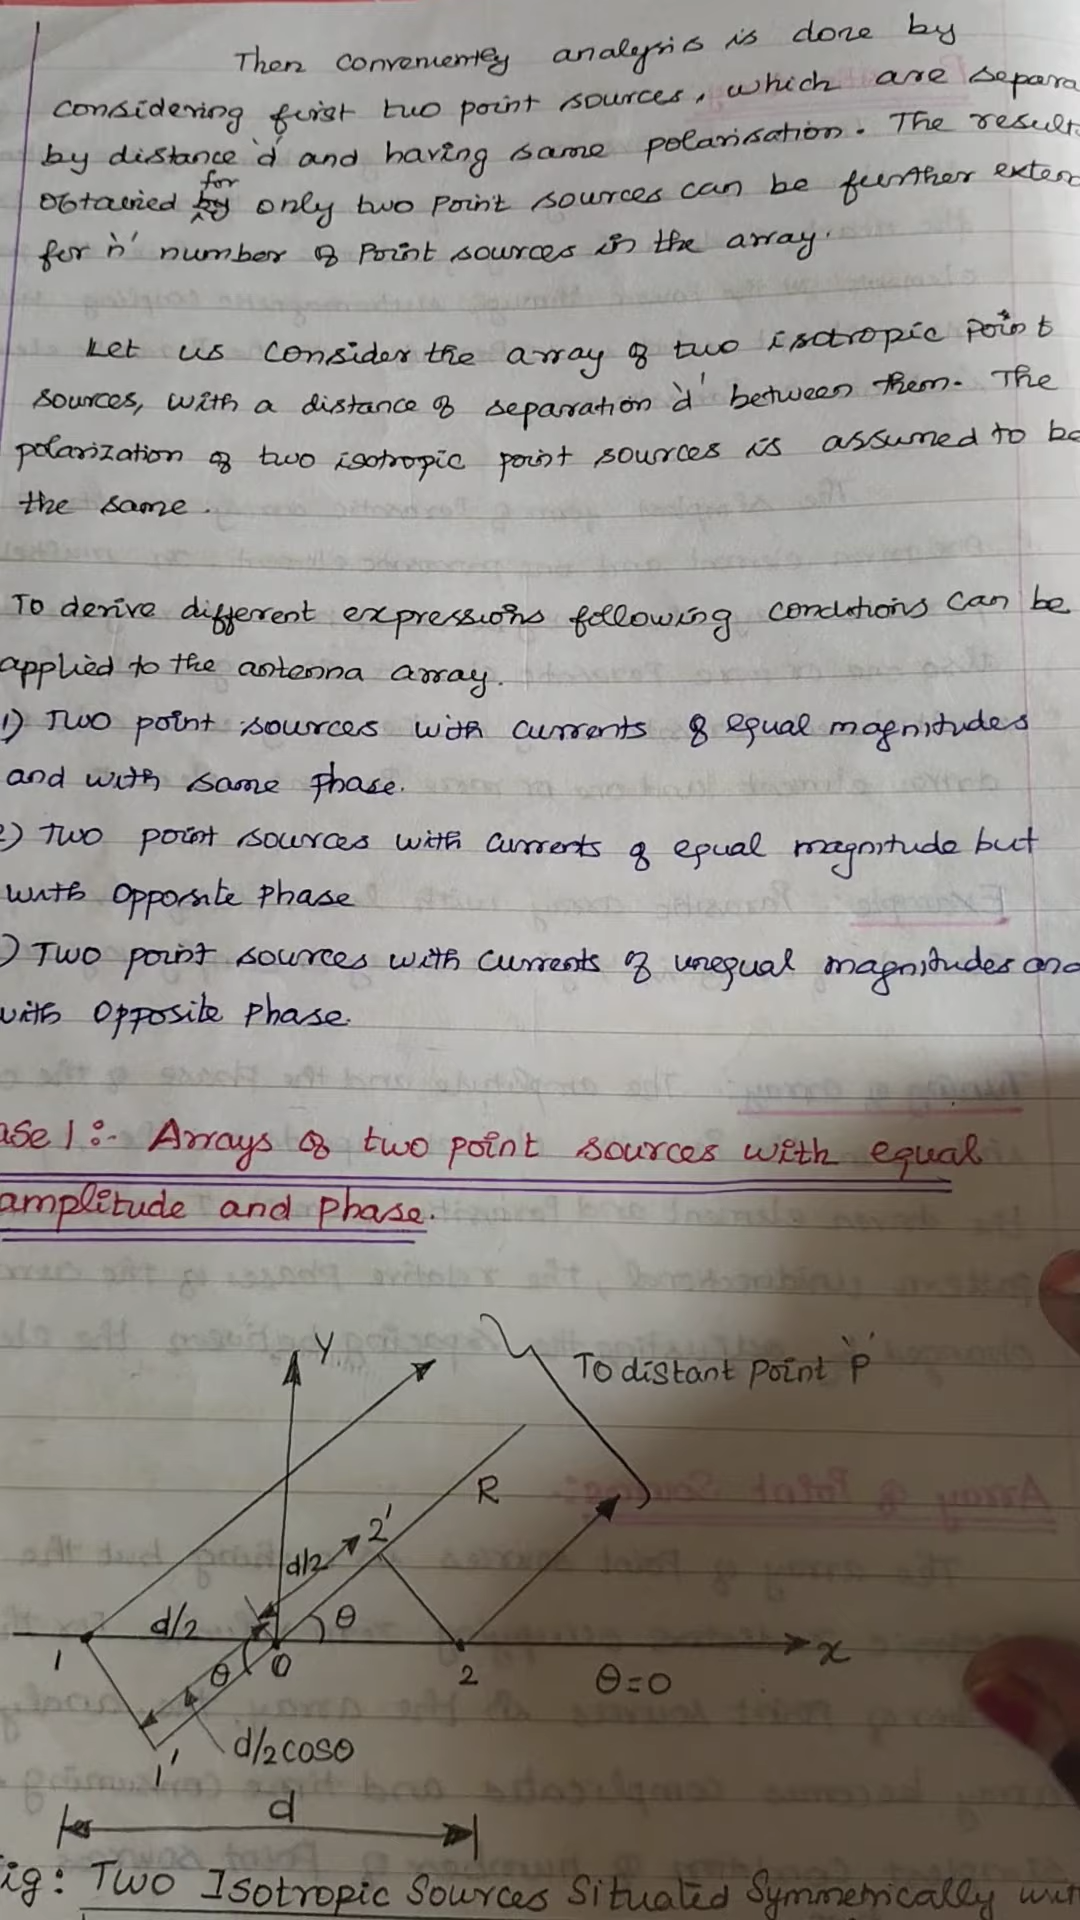 Then conveniently analysis is done by
considering first two point sources, which are separa
by distance 'd' and having same polarisation. The result
for
obtained by only two point sources can be further exten
for 'n' number of Point sources in the array.
Let us consider the array of two isotropic point
sources, with a distance of separation 'd' between them. The
polarization of two isotropic point sources is assumed to be
the same.
To derive different expressions following conditions can be
applied to the antenna array.
1) Two point sources with currents of equal magnitudes
and with same phase.
2) Two point sources with currents of equal magnitude but
with opposite phase
) Two point sources with currents of unequal magnitudes and
with opposite phase.
ase 1 :- Arrays of two point sources with equal
amplitude and phase.
Y
To distant point 'P'
R
2'
d/2
d/2
θ
1
θ
0
2
θ=0
x
1'
d/2 cosθ
d
ig: Two Isotropic Sources Situated Symmetrically wit